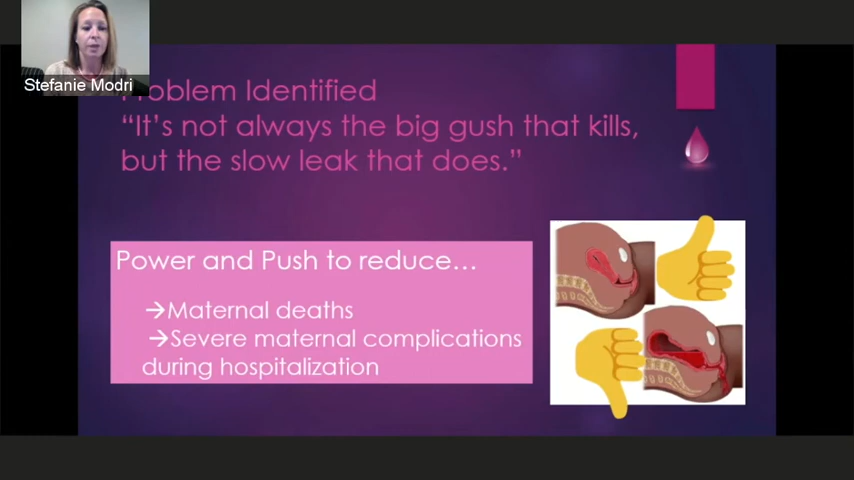 Stefanie Modri
Problem Identified
“It’s not always the big gush that kills,
but the slow leak that does.”
Power and Push to reduce…
→Maternal deaths
→Severe maternal complications
during hospitalization